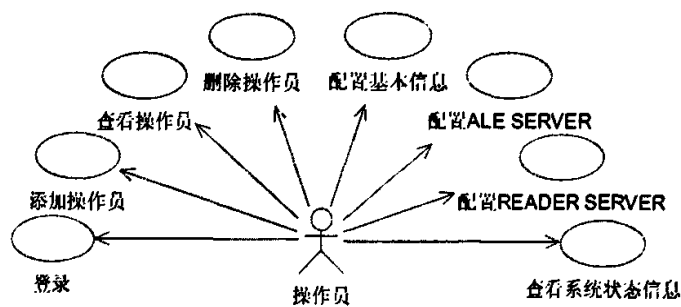 删除操作员
配置基本信息
查看操作员
配置ALE SERVER
添加操作员
配置READER SERVER
登录
操作员
查看系统状态信息